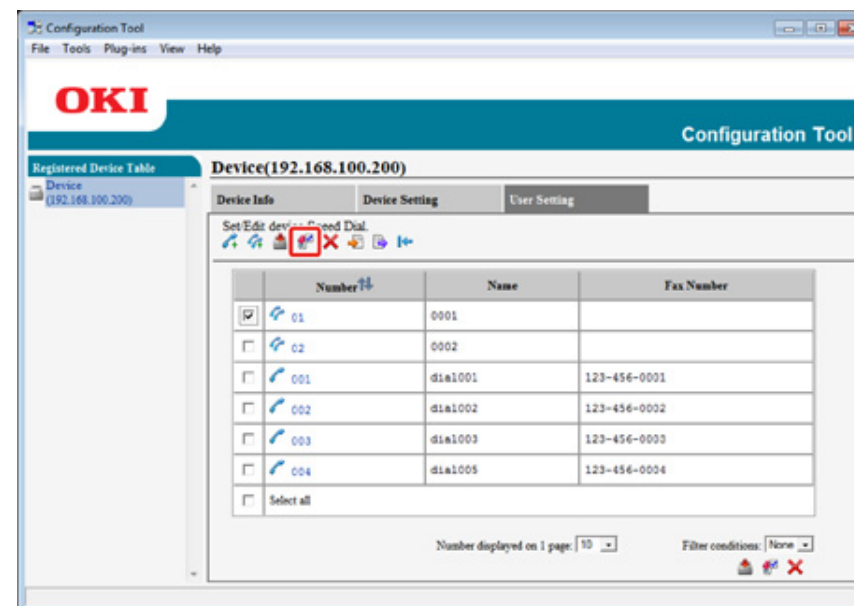 Configuration Tool
File Tools Plug-ins View Help
OKI
Configuration Tool
Registered Device Table
Device
(192.168.100.200)
Device(192.168.100.200)
Device Info Device Setting User Setting
Set/Edit device Speed Dial.
Number Name Fax Number
01 0001
02 0002
001 dial001 123-456-0001
002 dial002 123-456-0002
003 dial003 123-456-0003
004 dial005 123-456-0004
Select all
Number displayed on 1 page: 10 Filter conditions: None